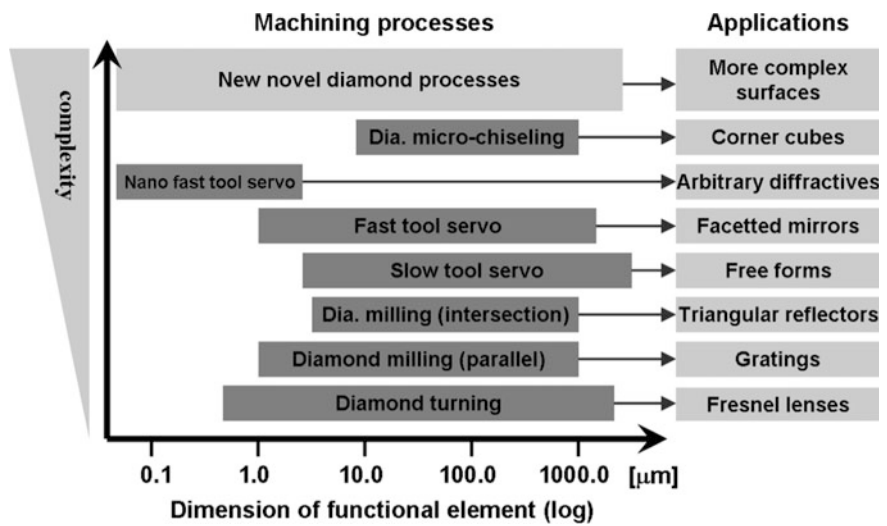 Machining processes
Applications
complexity
New novel diamond processes
More complex
surfaces
Dia. micro-chiseling
Corner cubes
Nano fast tool servo
Arbitrary diffractives
Fast tool servo
Facetted mirrors
Slow tool servo
Free forms
Dia. milling (intersection)
Triangular reflectors
Diamond milling (parallel)
Gratings
Diamond turning
Fresnel lenses
0.1 1.0 10.0 100.0 1000.0 [μm]
Dimension of functional element (log)